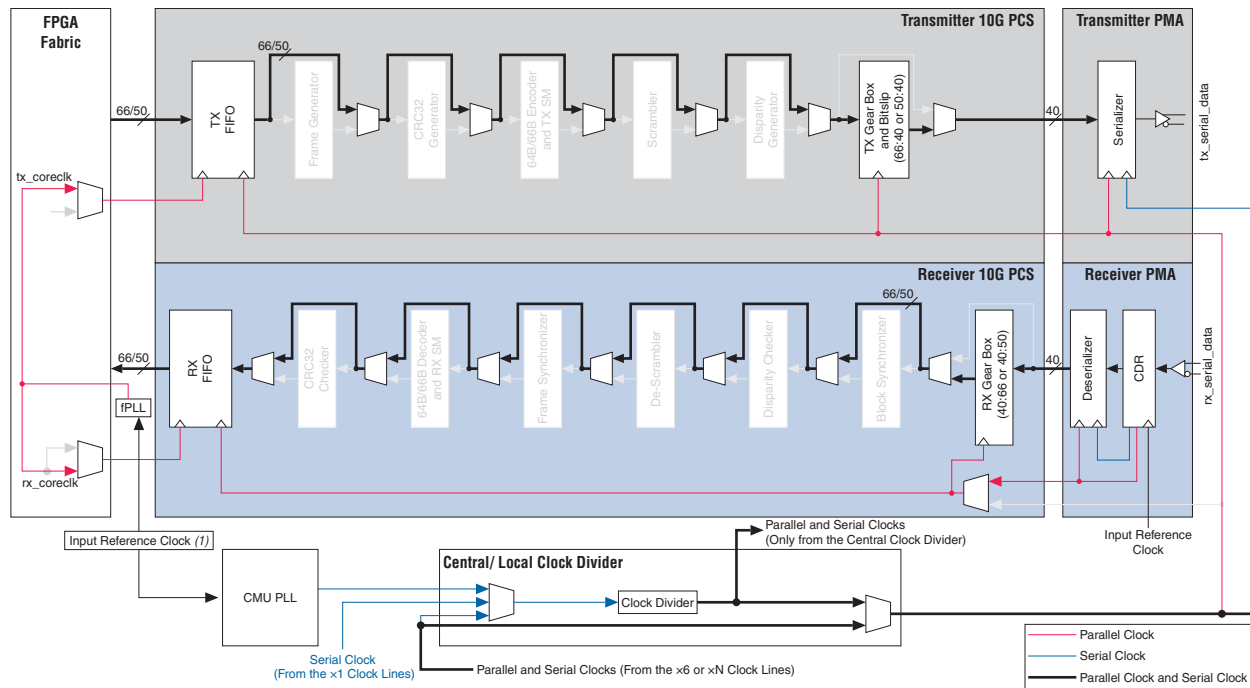 FPGA
Fabric
Transmitter 10G PCS
Transmitter PMA
66/50
66/50
TX
FIFO
Frame Generator
CRC32
Generator
64B/66B Encoder
and TX SM
Scrambler
Disparity
Generator
TX Gear Box
and Bitslip
(66:40 or 50:40)
40
Serializer
tx_serial_data
tx_coreclk
Receiver 10G PCS
Receiver PMA
66/50
66/50
RX
FIFO
CRC32
Checker
64B/66B Decoder
and RX SM
Frame Synchronizer
De-Scrambler
Disparity Checker
Block Synchronizer
RX Gear Box
(40:66 or 40:50)
40
Deserializer
CDR
rx_serial_data
fPLL
rx_coreclk
Input Reference Clock (1)
Input Reference
Clock
Parallel and Serial Clocks
(Only from the Central Clock Divider)
CMU PLL
Central/ Local Clock Divider
Clock Divider
Serial Clock
(From the ×1 Clock Lines)
Parallel and Serial Clocks (From the ×6 or ×N Clock Lines)
Parallel Clock
Serial Clock
Parallel Clock and Serial Clock